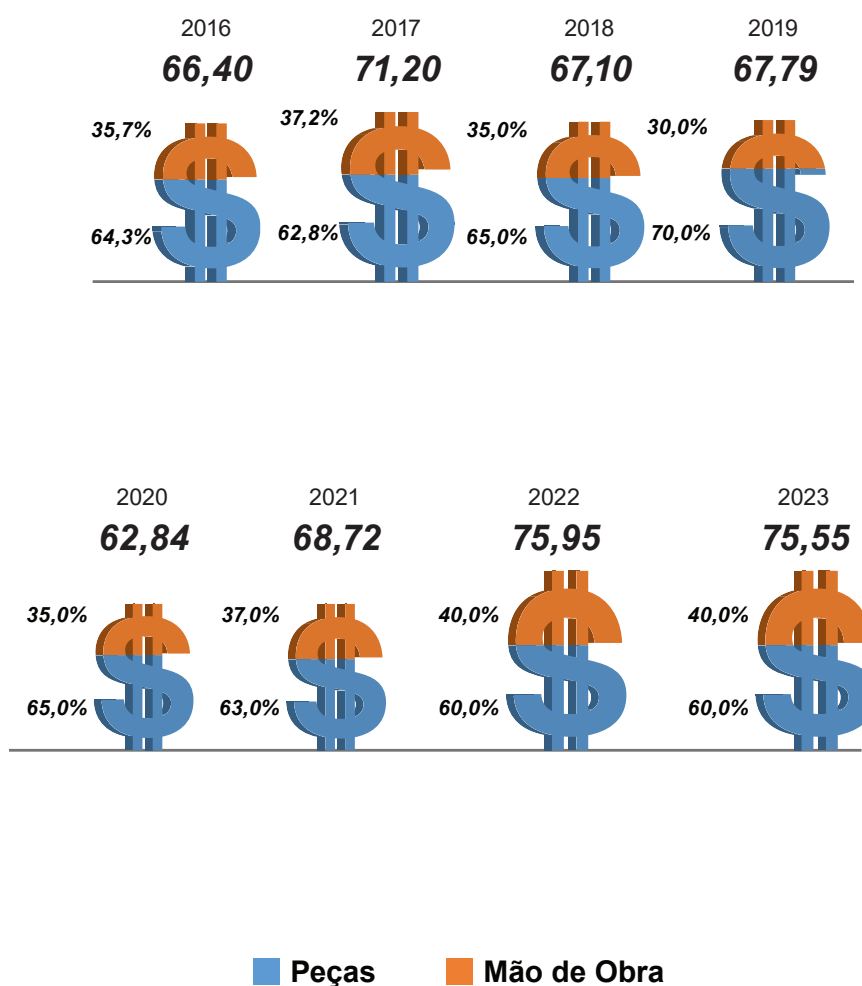 2016 2017 2018 2019
66,40 71,20 67,10 67,79
35,7% 37,2% 35,0% 30,0%
64,3% 62,8% 65,0% 70,0%
2020 2021 2022 2023
62,84 68,72 75,95 75,55
35,0% 37,0% 40,0% 40,0%
65,0% 63,0% 60,0% 60,0%
Peças Mão de Obra